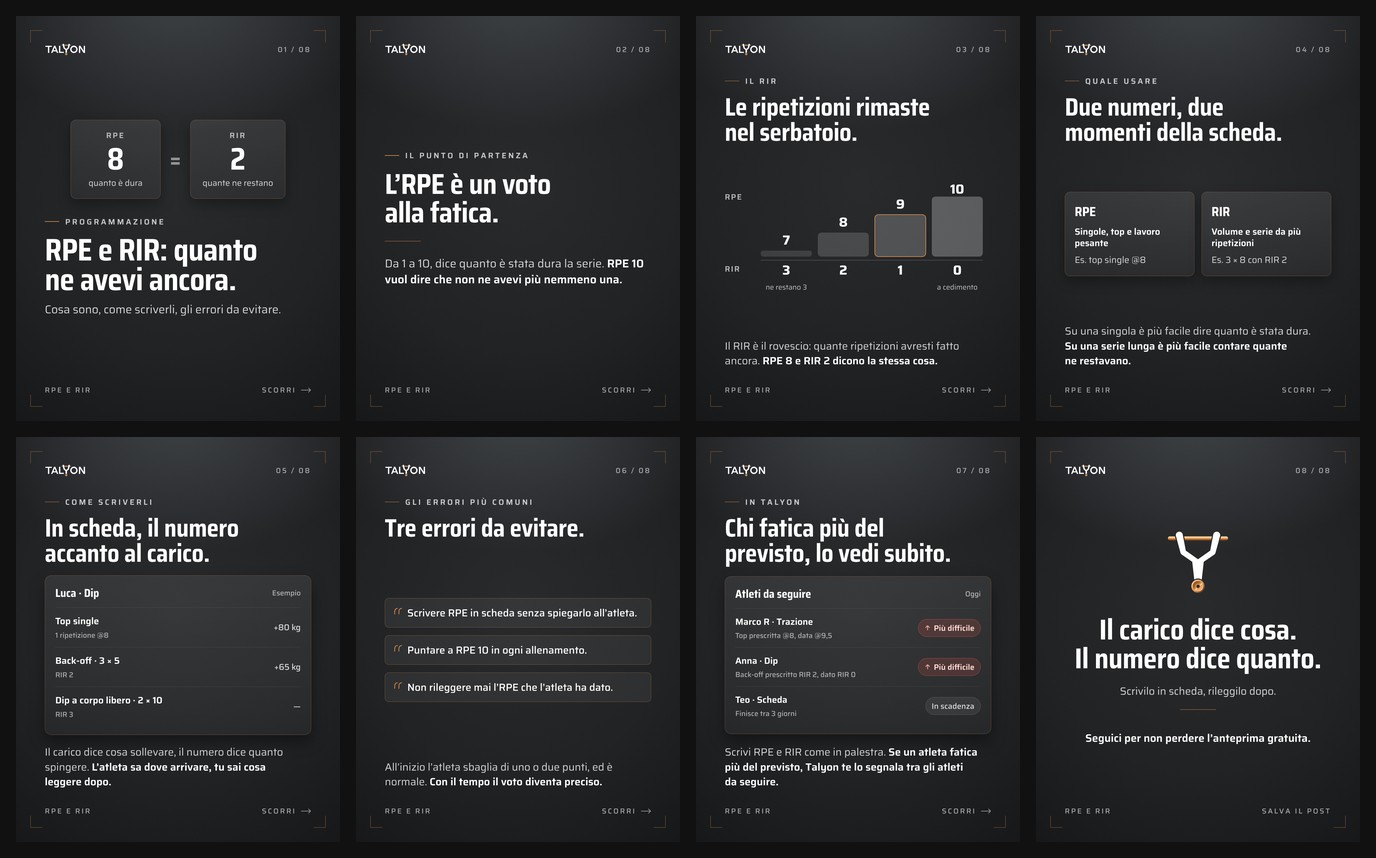 TALYON
01 / 08
RPE
8
quanto è dura
=
RIR
2
quante ne restano
PROGRAMMAZIONE
RPE e RIR: quanto
ne avevi ancora.
Cosa sono, come scriverli, gli errori da evitare.
RPE E RIR
SCORRI →
TALYON
02 / 08
IL PUNTO DI PARTENZA
L’RPE è un voto
alla fatica.
Da 1 a 10, dice quanto è stata dura la serie. RPE 10
vuol dire che non ne avevi più nemmeno una.
RPE E RIR
SCORRI →
TALYON
03 / 08
IL RIR
Le ripetizioni rimaste
nel serbatoio.
RPE
7
8
9
10
RIR
3
2
1
0
ne restano 3
a cedimento
Il RIR è il rovescio: quante ripetizioni avresti fatto
ancora. RPE 8 e RIR 2 dicono la stessa cosa.
RPE E RIR
SCORRI →
TALYON
04 / 08
QUALE USARE
Due numeri, due
momenti della scheda.
RPE
Singole, top e lavoro
pesante
Es. top single @8
RIR
Volume e serie da più
ripetizioni
Es. 3 × 8 con RIR 2
Su una singola è più facile dire quanto è stata dura.
Su una serie lunga è più facile contare quante
ne restavano.
RPE E RIR
SCORRI →
TALYON
05 / 08
COME SCRIVERLI
In scheda, il numero
accanto al carico.
Luca · Dip
Esempio
Top single
1 ripetizione @8
+80 kg
Back-off · 3 × 5
RIR 2
+65 kg
Dip a corpo libero · 2 × 10
RIR 3
—
Il carico dice cosa sollevare, il numero dice quanto
spingere. L’atleta sa dove arrivare, tu sai cosa
leggere dopo.
RPE E RIR
SCORRI →
TALYON
06 / 08
GLI ERRORI PIÙ COMUNI
Tre errori da evitare.
“ Scrivere RPE in scheda senza spiegarlo all’atleta.
“ Puntare a RPE 10 in ogni allenamento.
“ Non rileggere mai l’RPE che l’atleta ha dato.
All’inizio l’atleta sbaglia di uno o due punti, ed è
normale. Con il tempo il voto diventa preciso.
RPE E RIR
SCORRI →
TALYON
07 / 08
IN TALYON
Chi fatica più del
previsto, lo vedi subito.
Atleti da seguire
Oggi
Marco R · Trazione
Top prescritta @8, data @9,5
↑ Più difficile
Anna · Dip
Back-off prescritto RIR 2, dato RIR 0
↑ Più difficile
Teo · Scheda
Finisce tra 3 giorni
In scadenza
Scrivi RPE e RIR come in palestra. Se un atleta fatica
più del previsto, Talyon te lo segnala tra gli atleti
da seguire.
RPE E RIR
SCORRI →
TALYON
08 / 08
Il carico dice cosa.
Il numero dice quanto.
Scrivilo in scheda, rileggilo dopo.
Seguici per non perdere l’anteprima gratuita.
RPE E RIR
SALVA IL POST